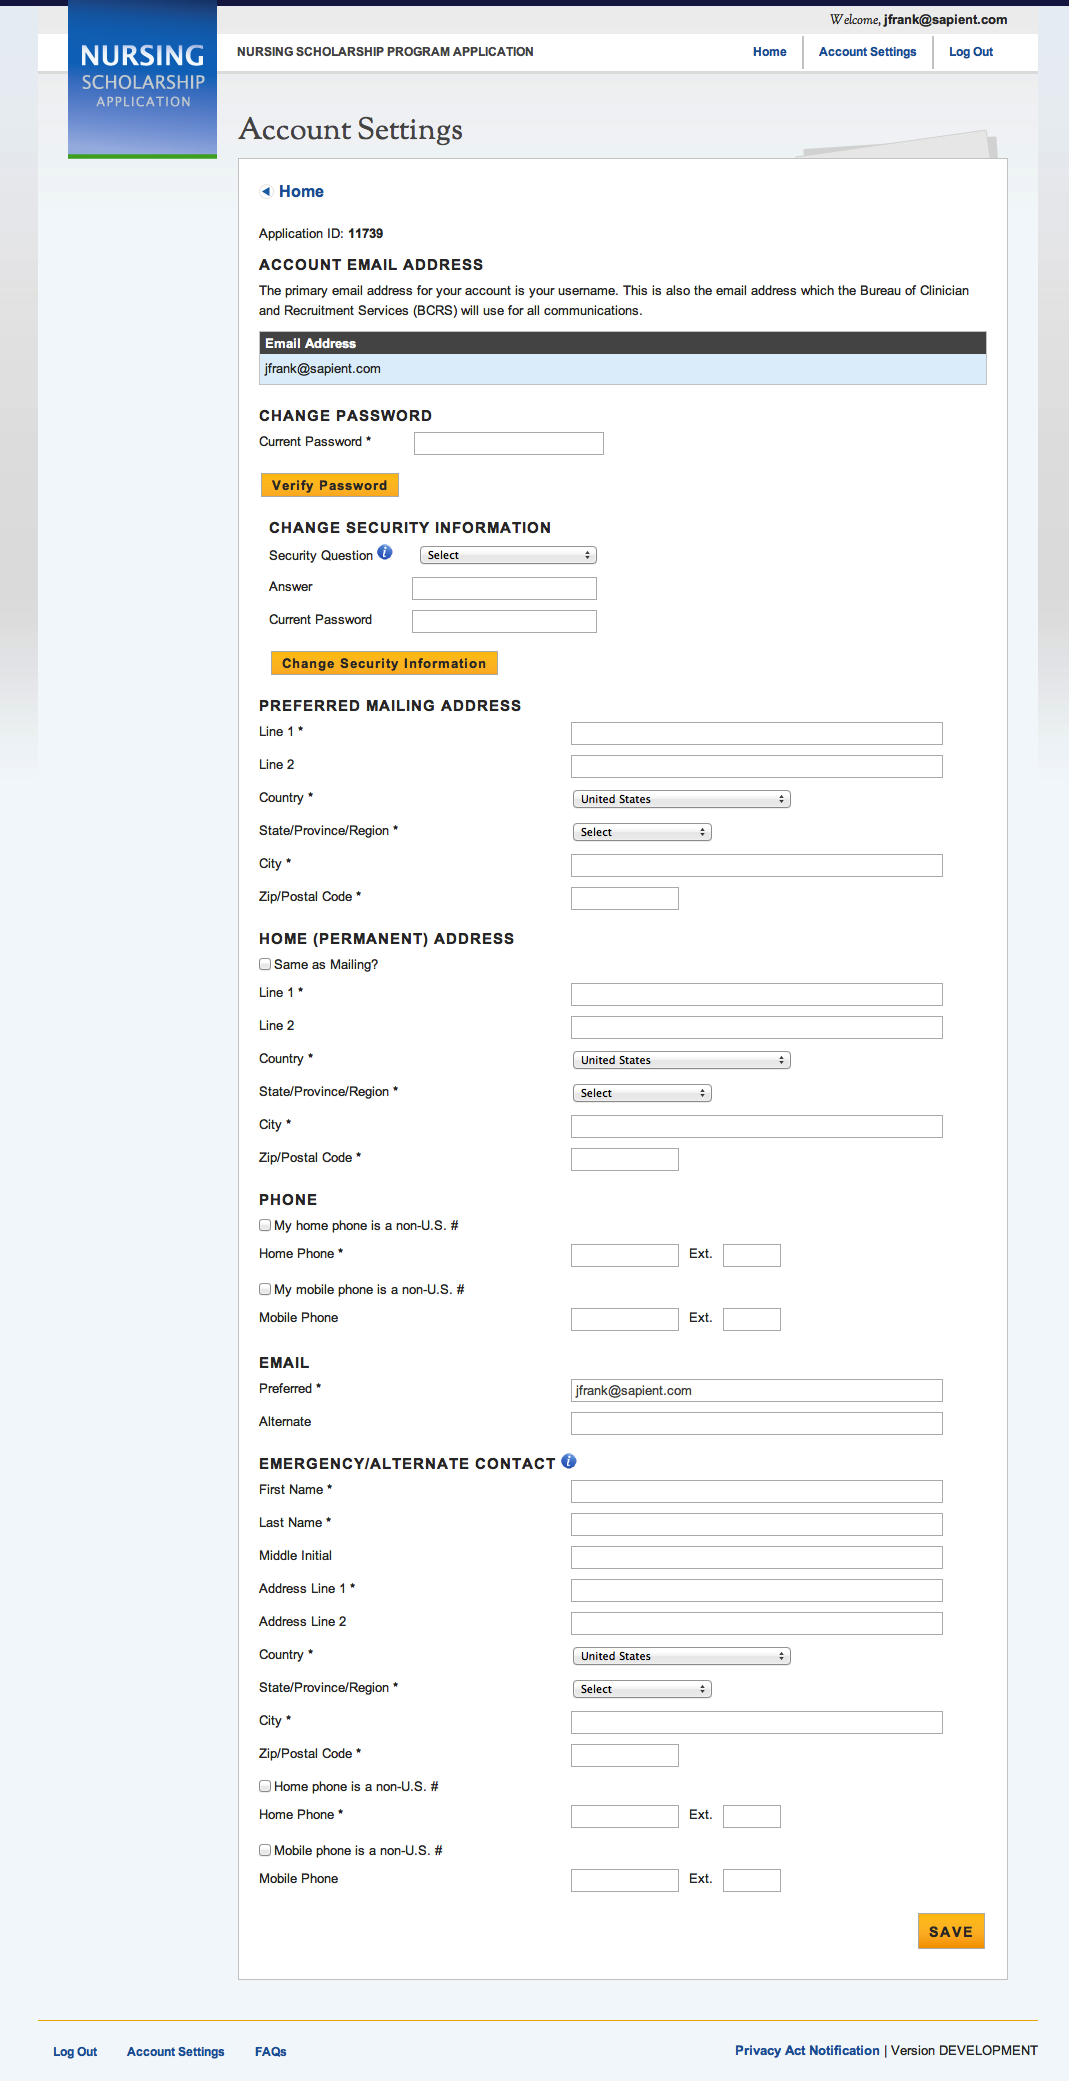 Welcome, jfrank@sapient.com
NURSING
SCHOLARSHIP
APPLICATION
NURSING SCHOLARSHIP PROGRAM APPLICATION
Home
Account Settings
Log Out
Account Settings
Home
Application ID: 11739
ACCOUNT EMAIL ADDRESS
The primary email address for your account is your username. This is also the email address which the Bureau of Clinician
and Recruitment Services (BCRS) will use for all communications.
Email Address
jfrank@sapient.com
CHANGE PASSWORD
Current Password *
Verify Password
CHANGE SECURITY INFORMATION
Security Question i Select
Answer
Current Password
Change Security Information
PREFERRED MAILING ADDRESS
Line 1 *
Line 2
Country * United States
State/Province/Region * Select
City *
Zip/Postal Code *
HOME (PERMANENT) ADDRESS
Same as Mailing?
Line 1 *
Line 2
Country * United States
State/Province/Region * Select
City *
Zip/Postal Code *
PHONE
My home phone is a non-U.S. #
Home Phone * Ext.
My mobile phone is a non-U.S. #
Mobile Phone Ext.
EMAIL
Preferred * jfrank@sapient.com
Alternate
EMERGENCY/ALTERNATE CONTACT i
First Name *
Last Name *
Middle Initial
Address Line 1 *
Address Line 2
Country * United States
State/Province/Region * Select
City *
Zip/Postal Code *
Home phone is a non-U.S. #
Home Phone * Ext.
Mobile phone is a non-U.S. #
Mobile Phone Ext.
SAVE
Log Out Account Settings FAQs
Privacy Act Notification | Version DEVELOPMENT